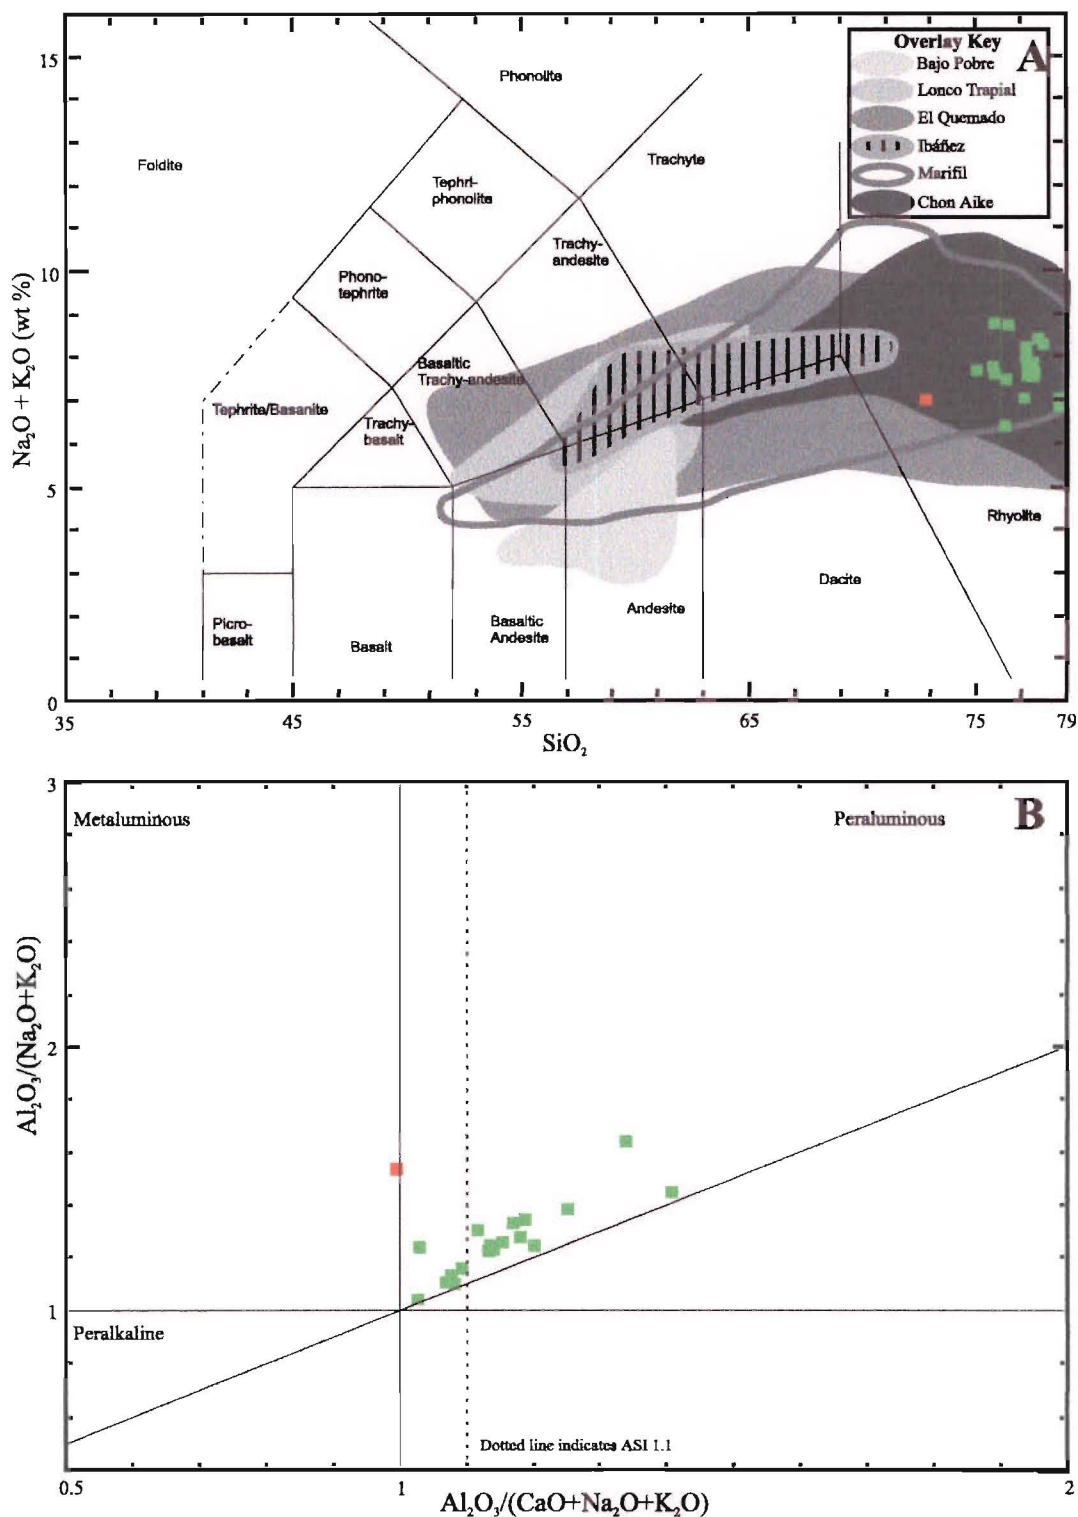 15
10
5
0
Na₂O + K₂O (wt %)
Overlay Key
A
Bajo Pobre
Lonco Trapial
El Quemado
Ibáñez
Marifil
Chon Aike
Phonolite
Foldite
Tephri-
phonolite
Trachyte
Trachy-
andesite
Phono-
tephrite
Basaltic
Trachy-andesite
Tephrite/Basanite
Trachy-
basalt
Rhyolite
Dacite
Andesite
Basaltic
Andesite
Picro-
basalt
Basalt
35
45
55
65
75
79
SiO₂
3
2
1
Al₂O₃/(Na₂O+K₂O)
Metaluminous
Peraluminous
B
Peralkaline
Dotted line indicates ASI 1.1
0.5
1
2
Al₂O₃/(CaO+Na₂O+K₂O)